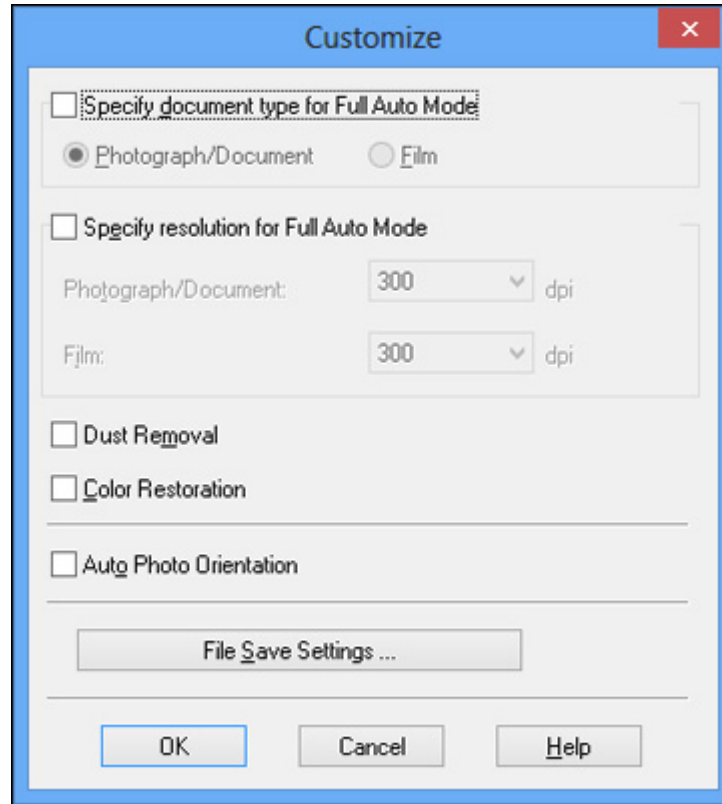 Customize
Specify document type for Full Auto Mode
Photograph/Document Film
Specify resolution for Full Auto Mode
Photograph/Document: 300 dpi
Film: 300 dpi
Dust Removal
Color Restoration
Auto Photo Orientation
File Save Settings ...
OK Cancel Help